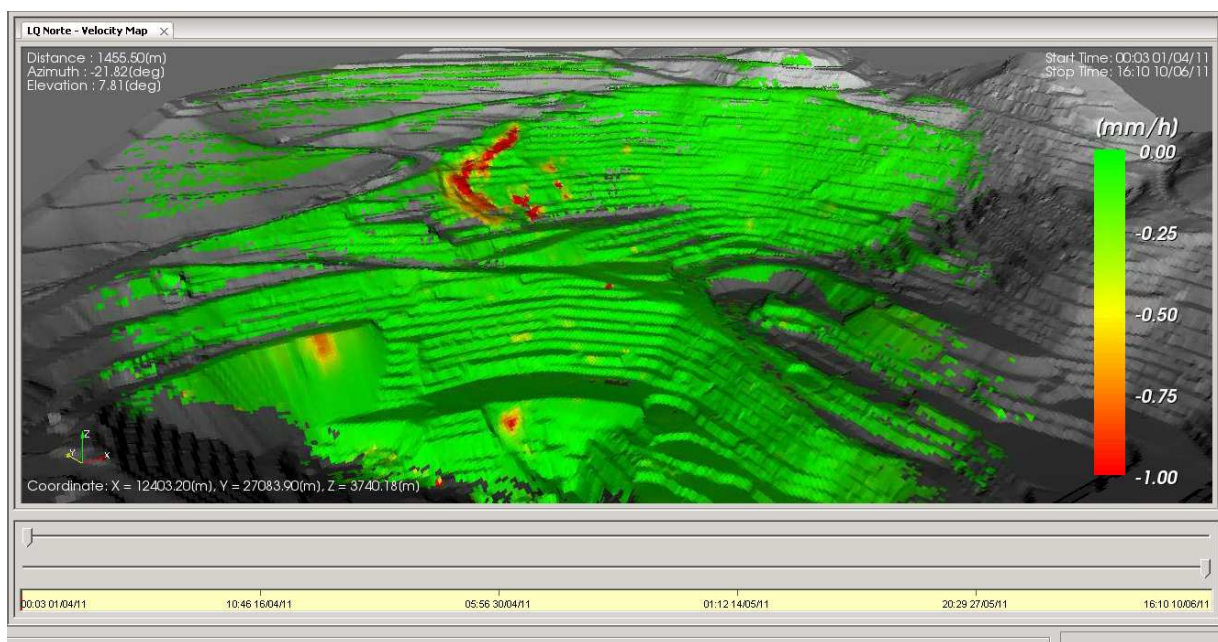 LQ Norte - Velocity Map
Distance : 1455.50(m)
Azimuth : -21.82(deg)
Elevation : 7.81(deg)
Start Time: 00:03 01/04/11
Stop Time: 16:10 10/06/11
(mm/h)
0.00
-0.25
-0.50
-0.75
-1.00
Z
Y
X
Coordinate: X = 12403.20(m), Y = 27083.90(m), Z = 3740.18(m)
00:03 01/04/11
10:46 16/04/11
05:56 30/04/11
01:12 14/05/11
20:29 27/05/11
16:10 10/06/11